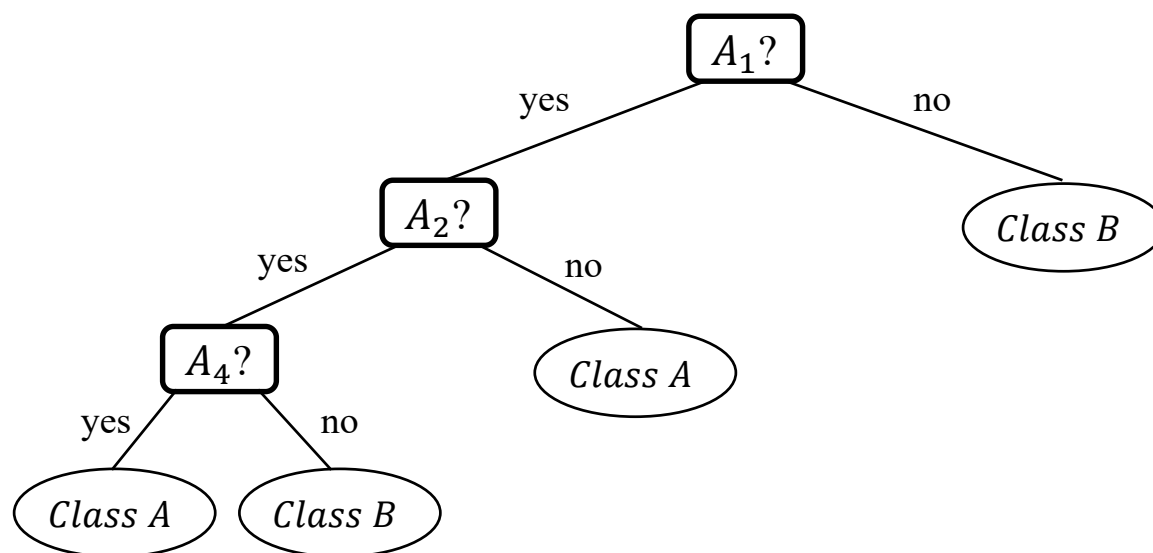 A₁?
yes
no
A₂?
Class B
yes
no
A₄?
Class A
yes
no
Class A
Class B